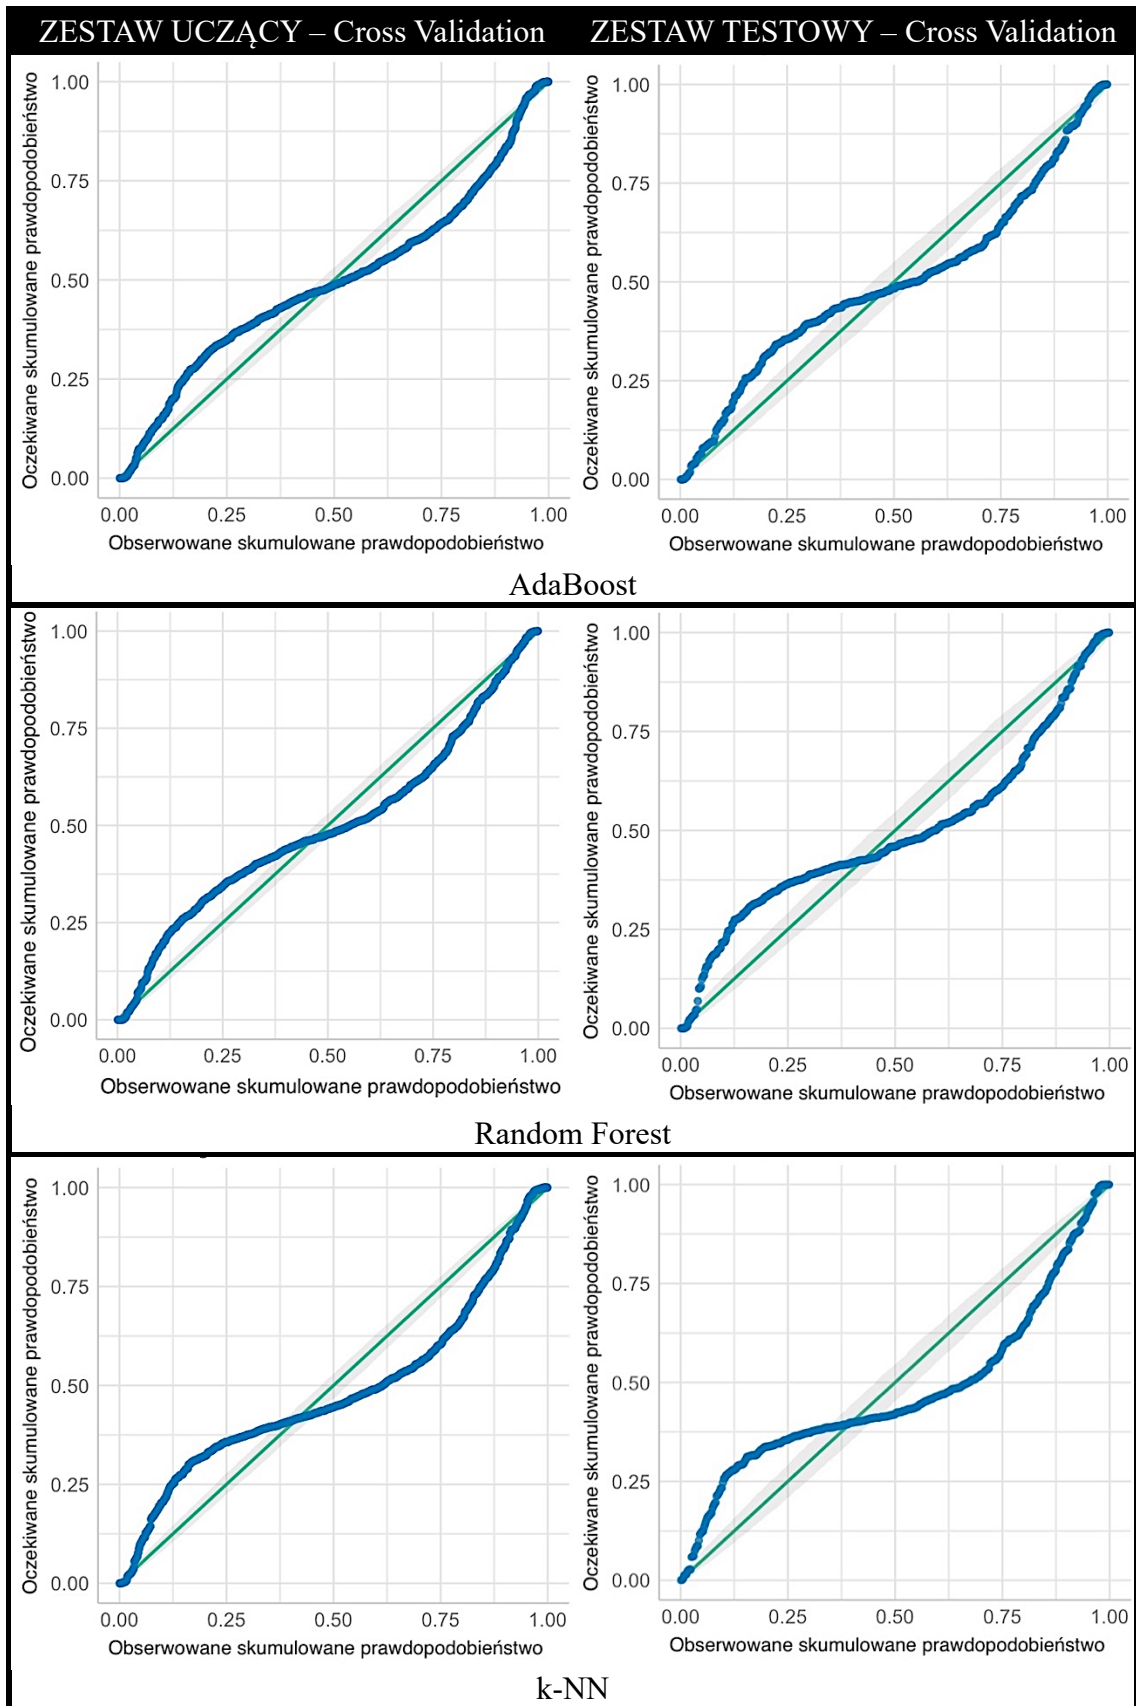 ZESTAW UCZĄCY – Cross Validation
ZESTAW TESTOWY – Cross Validation
Oczekiwane skumulowane prawdopodobieństwo
1.00
0.75
0.50
0.25
0.00
0.00 0.25 0.50 0.75 1.00
Obserwowane skumulowane prawdopodobieństwo
Oczekiwane skumulowane prawdopodobieństwo
1.00
0.75
0.50
0.25
0.00
0.00 0.25 0.50 0.75 1.00
Obserwowane skumulowane prawdopodobieństwo
AdaBoost
Oczekiwane skumulowane prawdopodobieństwo
1.00
0.75
0.50
0.25
0.00
0.00 0.25 0.50 0.75 1.00
Obserwowane skumulowane prawdopodobieństwo
Oczekiwane skumulowane prawdopodobieństwo
1.00
0.75
0.50
0.25
0.00
0.00 0.25 0.50 0.75 1.00
Obserwowane skumulowane prawdopodobieństwo
Random Forest
Oczekiwane skumulowane prawdopodobieństwo
1.00
0.75
0.50
0.25
0.00
0.00 0.25 0.50 0.75 1.00
Obserwowane skumulowane prawdopodobieństwo
Oczekiwane skumulowane prawdopodobieństwo
1.00
0.75
0.50
0.25
0.00
0.00 0.25 0.50 0.75 1.00
Obserwowane skumulowane prawdopodobieństwo
k-NN